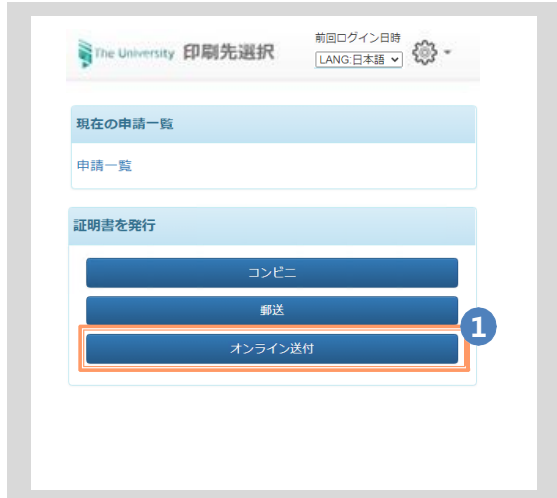 前回ログイン日時
The University 印刷先選択
LANG:日本語
現在の申請一覧
申請一覧
証明書を発行
コンビニ
郵送
1
オンライン送付